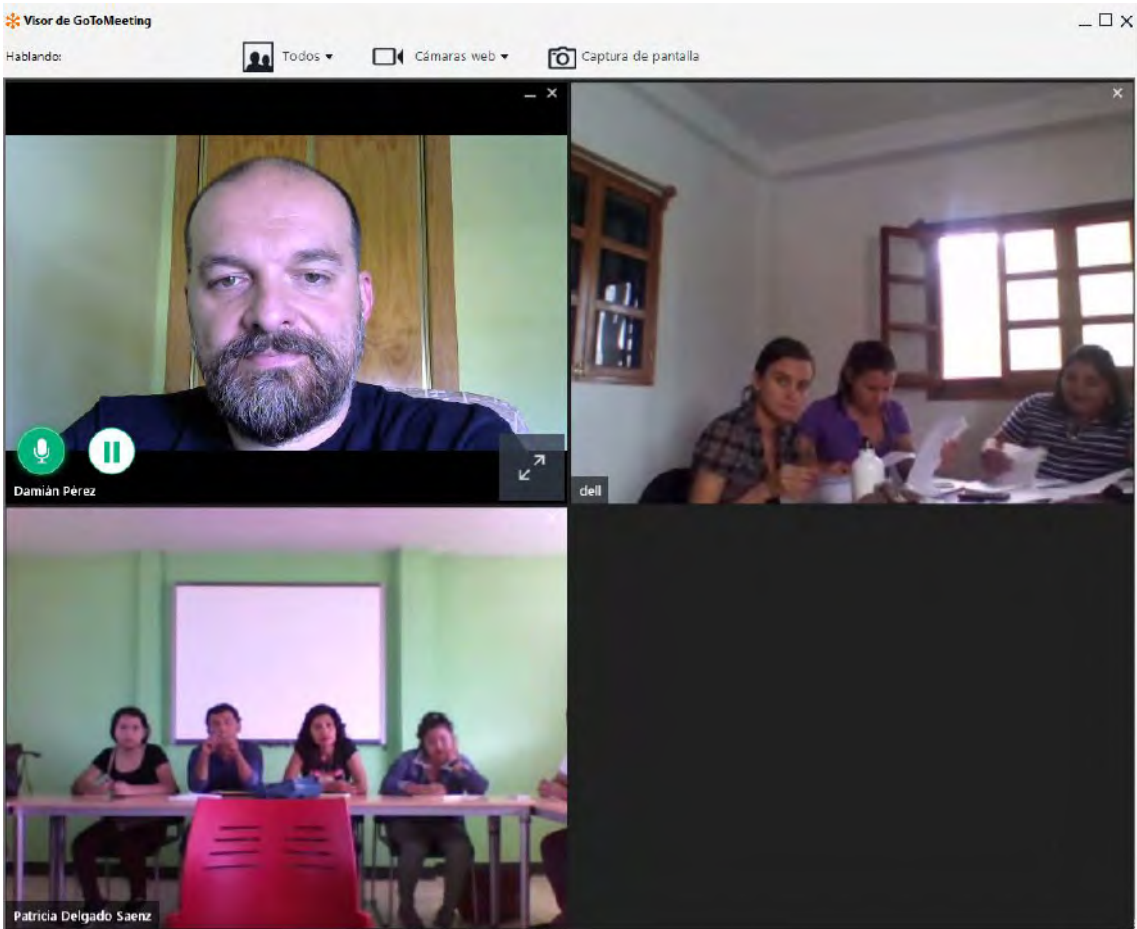 Visor de GoToMeeting
Hablando:
Todos
Cámaras web
Captura de pantalla
Damián Pérez
dell
Patricia Delgado Saenz